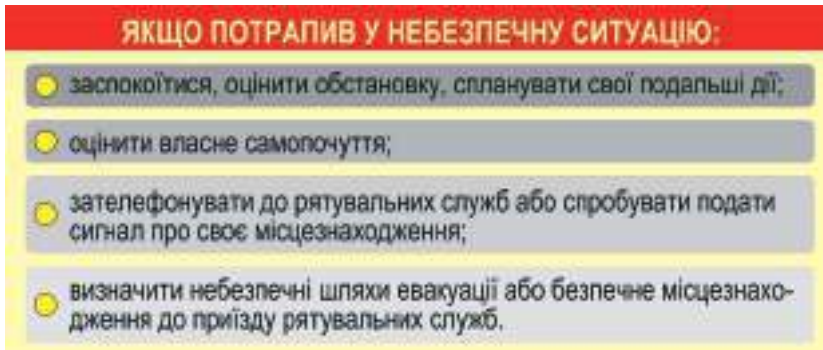 ЯКЩО ПОТРАПИВ У НЕБЕЗПЕЧНУ СИТУАЦІЮ:
заспокоїтися, оцінити обстановку, спланувати свої подальші дії;
оцінити власне самопочуття;
зателефонувати до рятувальних служб або спробувати подати
сигнал про своє місцезнаходження;
визначити небезпечні шляхи евакуації або безпечне місцезнахо-
дження до приїзду рятувальних служб.